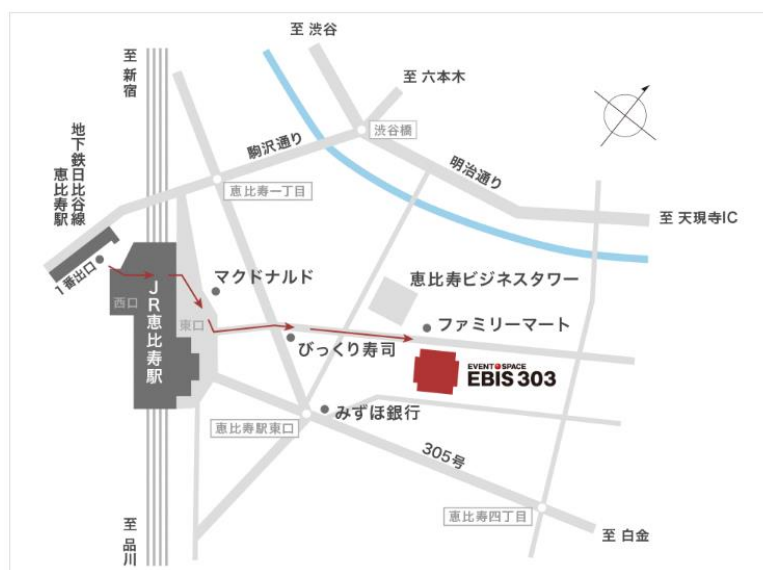 至 渋谷
至 六本木
至 新宿
地下鉄日比谷線
恵比寿駅
駒沢通り
渋谷橋
明治通り
恵比寿一丁目
至 天現寺IC
1番出口
マクドナルド
恵比寿ビジネスタワー
西口
JR恵比寿駅
東口
ファミリーマート
びっくり寿司
EVENT SPACE
EBIS 303
みずほ銀行
恵比寿駅東口
305号
恵比寿四丁目
至 白金
至 品川